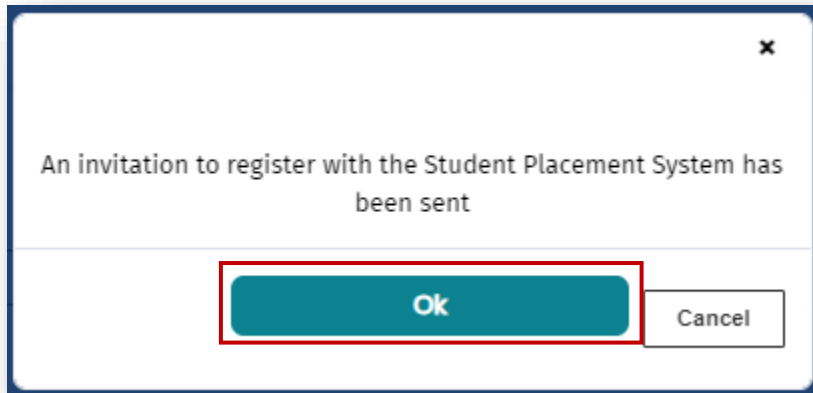 An invitation to register with the Student Placement System has
been sent
Ok
Cancel